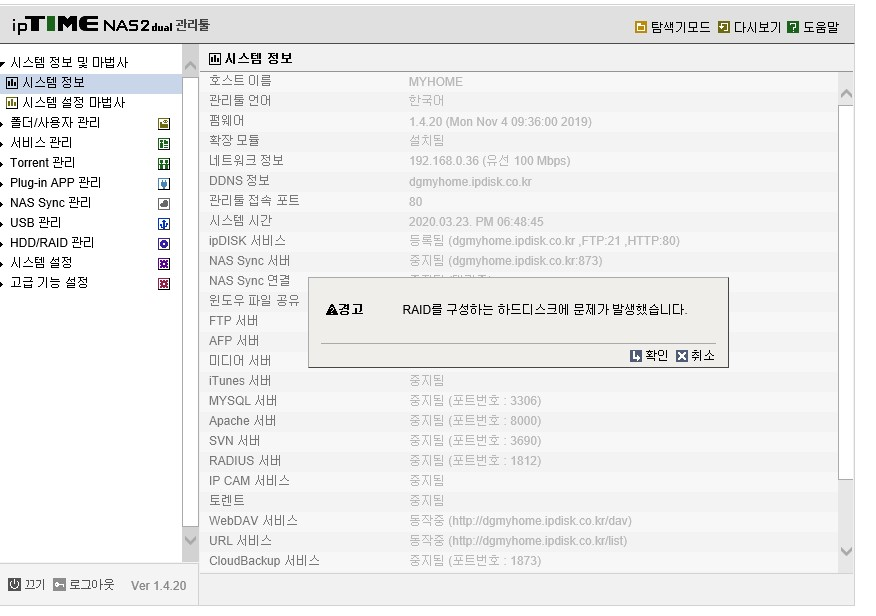 ipTIME NAS2dual 관리툴
탐색기모드 다시보기 도움말
시스템 정보 및 마법사
시스템 정보
시스템 설정 마법사
폴더/사용자 관리
서비스 관리
Torrent 관리
Plug-in APP 관리
NAS Sync 관리
USB 관리
HDD/RAID 관리
시스템 설정
고급 기능 설정
끄기 로그아웃 Ver 1.4.20
시스템 정보
호스트 이름 MYHOME
관리툴 언어 한국어
펌웨어 1.4.20 (Mon Nov 4 09:36:00 2019)
확장 모듈 설치됨
네트워크 정보 192.168.0.36 (유선 100 Mbps)
DDNS 정보 dgmyhome.ipdisk.co.kr
관리툴 접속 포트 80
시스템 시간 2020.03.23. PM 06:48:45
ipDISK 서비스 등록됨 (dgmyhome.ipdisk.co.kr ,FTP:21 ,HTTP:80)
NAS Sync 서버 중지됨 (dgmyhome.ipdisk.co.kr:873)
NAS Sync 연결
윈도우 파일 공유
FTP 서버
AFP 서버
미디어 서버
iTunes 서버 중지됨
MYSQL 서버 중지됨 (포트번호 : 3306)
Apache 서버 중지됨 (포트번호 : 8000)
SVN 서버 중지됨 (포트번호 : 3690)
RADIUS 서버 중지됨 (포트번호 : 1812)
IP CAM 서비스 중지됨
토렌트 중지됨
WebDAV 서비스 동작중 (http://dgmyhome.ipdisk.co.kr/dav)
URL 서비스 동작중 (http://dgmyhome.ipdisk.co.kr/list)
CloudBackup 서비스 중지됨 (포트번호 : 1873)
경고 RAID를 구성하는 하드디스크에 문제가 발생했습니다.
확인 취소